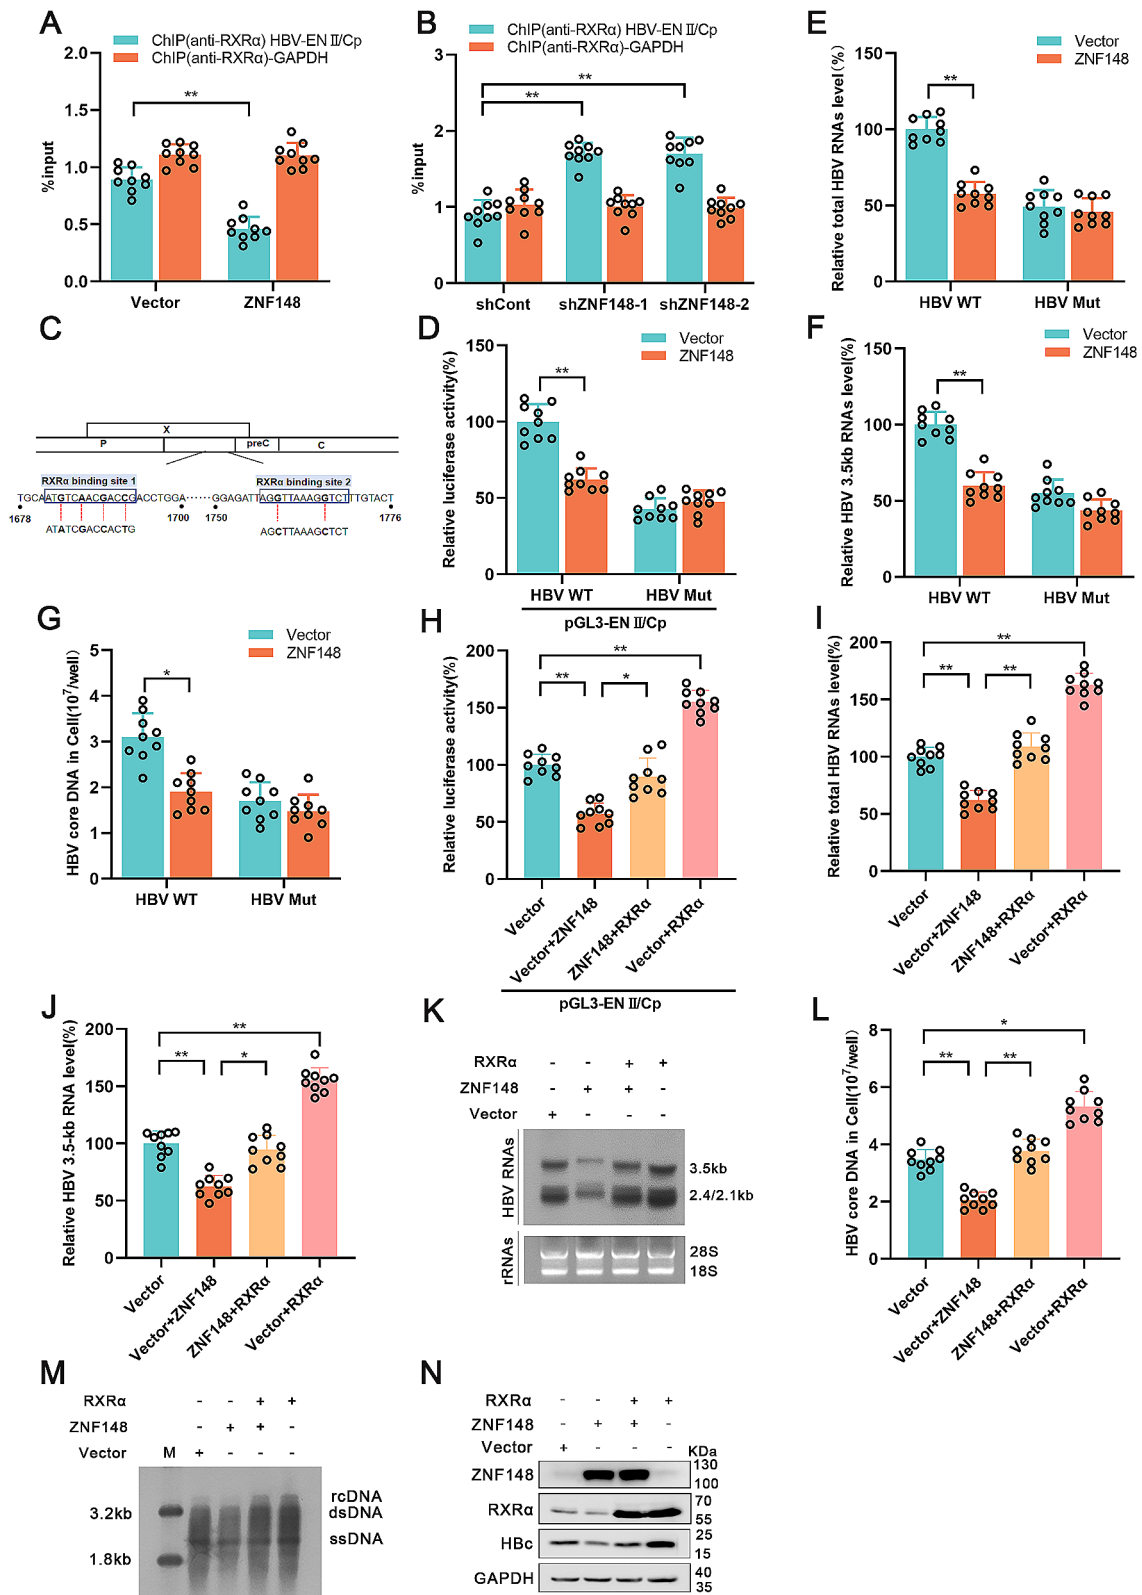 A
ChIP(anti-RXRα) HBV-EN Ⅱ/Cp
ChIP(anti-RXRα)-GAPDH
2.0
1.5
1.0
0.5
0.0
%input
**
Vector
ZNF148
B
ChIP(anti-RXRα) HBV-EN Ⅱ/Cp
ChIP(anti-RXRα)-GAPDH
3
2
1
0
%input
**
**
shCont
shZNF148-1
shZNF148-2
E
Vector
ZNF148
150
100
50
0
Relative total HBV RNAs level(%)
**
HBV WT
HBV Mut
C
X
P
preC
C
RXRα binding site 1
RXRα binding site 2
TGCAATGTCAACGACCGACCTGGA······GGAGATTAGGTTAAAGGTCTTTGTACT
1678
1700
1750
1776
ATATCGACCACTG
AGCTTAAAGCTCT
D
Vector
ZNF148
150
100
50
0
Relative luciferase activity(%)
**
HBV WT
HBV Mut
pGL3-EN Ⅱ/Cp
F
Vector
ZNF148
150
100
50
0
Relative HBV 3.5kb RNAs level(%)
**
HBV WT
HBV Mut
G
Vector
ZNF148
5
4
3
2
1
0
HBV core DNA in Cell(10⁷/well)
*
HBV WT
HBV Mut
H
200
150
100
50
0
Relative luciferase activity(%)
**
**
*
Vector
Vector+ZNF148
ZNF148+RXRα
Vector+RXRα
pGL3-EN Ⅱ/Cp
I
200
150
100
50
0
Relative total HBV RNAs level(%)
**
**
**
Vector
Vector+ZNF148
ZNF148+RXRα
Vector+RXRα
J
200
150
100
50
0
Relative HBV 3.5-kb RNA level(%)
**
**
*
Vector
Vector+ZNF148
ZNF148+RXRα
Vector+RXRα
K
RXRα - - + +
ZNF148 - + + -
Vector + - - -
HBV RNAs
3.5kb
2.4/2.1kb
rRNAs
28S
18S
L
8
6
4
2
0
HBV core DNA in Cell(10⁷/well)
*
**
**
Vector
Vector+ZNF148
ZNF148+RXRα
Vector+RXRα
M
RXRα - - + +
ZNF148 - + + -
Vector M + - - -
3.2kb
1.8kb
rcDNA
dsDNA
ssDNA
N
RXRα - - + +
ZNF148 - + + -
Vector + - - -
KDa
ZNF148
130
100
RXRα
70
55
HBc
25
15
GAPDH
40
35